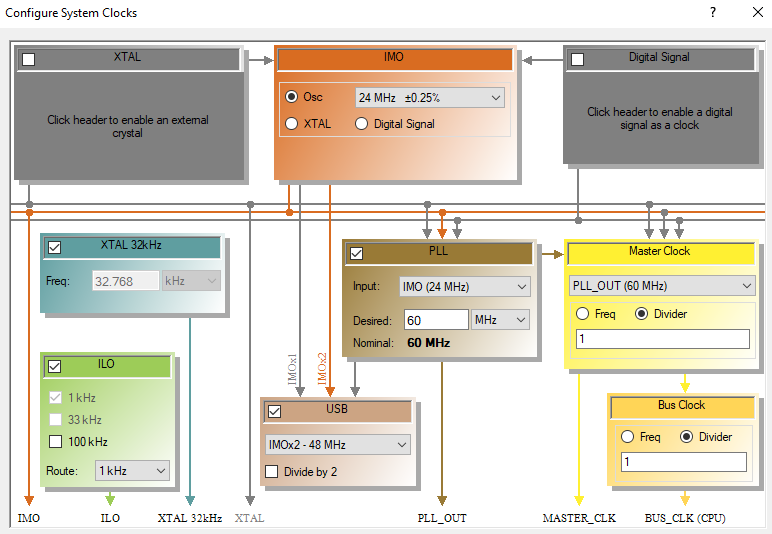 Configure System Clocks
?
XTAL
Click header to enable an external
crystal
IMO
Osc
24 MHz ±0.25%
XTAL
Digital Signal
Digital Signal
Click header to enable a digital
signal as a clock
XTAL 32kHz
Freq:
32.768
kHz
PLL
Input:
IMO (24 MHz)
Desired:
60
MHz
Nominal:
60 MHz
Master Clock
PLL_OUT (60 MHz)
Freq
Divider
1
ILO
1 kHz
33 kHz
100 kHz
Route:
1 kHz
IMOx1
IMOx2
USB
IMOx2 - 48 MHz
Divide by 2
Bus Clock
Freq
Divider
1
IMO
ILO
XTAL 32kHz
XTAL
PLL_OUT
MASTER_CLK
BUS_CLK (CPU)